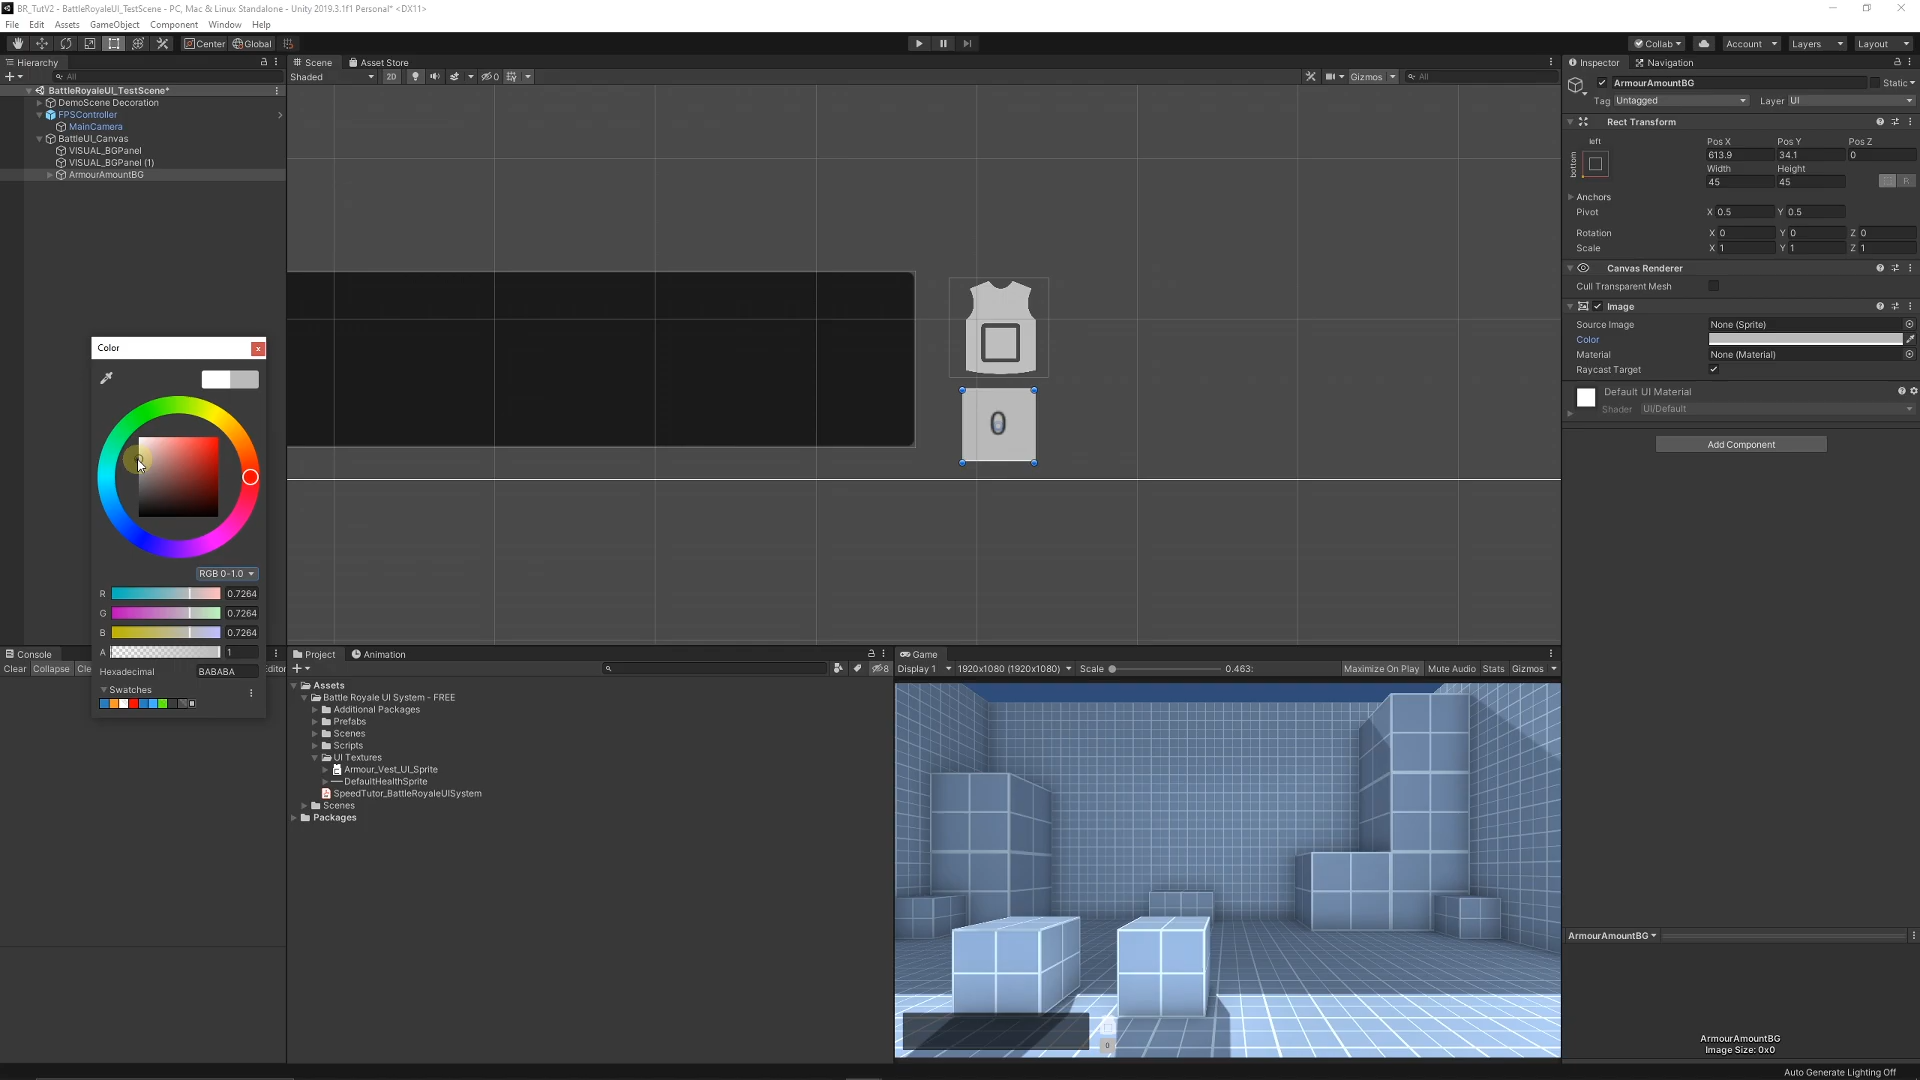 BR_TutV2 - BattleRoyaleUI_TestScene - PC, Mac & Linux Standalone - Unity 2019.3.1f1 Personal* <DX11>
File Edit Assets GameObject Component Window Help
Center Global Collab Account Layers Layout
Hierarchy
All
BattleRoyaleUI_TestScene*
DemoScene Decoration
FPSController
MainCamera
BattleUI_Canvas
VISUAL_BGPanel
VISUAL_BGPanel (1)
ArmourAmountBG
Scene Asset Store
Shaded 2D 0 Gizmos All
0
Color
RGB 0-1.0
R 0.7264
G 0.7264
B 0.7264
A 1
Hexadecimal BABABA
Swatches
Console
Clear Collapse Cle Editor
Project Animation
8
Assets
Battle Royale UI System - FREE
Additional Packages
Prefabs
Scenes
Scripts
UI Textures
Armour_Vest_UI_Sprite
DefaultHealthSprite
SpeedTutor_BattleRoyaleUISystem
Scenes
Packages
Game
Display 1 1920x1080 (1920x1080) Scale 0.463: Maximize On Play Mute Audio Stats Gizmos
0
Inspector Navigation
ArmourAmountBG Static
Tag Untagged Layer UI
Rect Transform
left
bottom
Pos X Pos Y Pos Z
613.9 34.1 0
Width Height
45 45 R
Anchors
Pivot X 0.5 Y 0.5
Rotation X 0 Y 0 Z 0
Scale X 1 Y 1 Z 1
Canvas Renderer
Cull Transparent Mesh
Image
Source Image None (Sprite)
Color
Material None (Material)
Raycast Target
Default UI Material
Shader UI/Default
Add Component
ArmourAmountBG
ArmourAmountBG
Image Size: 0x0
Auto Generate Lighting Off